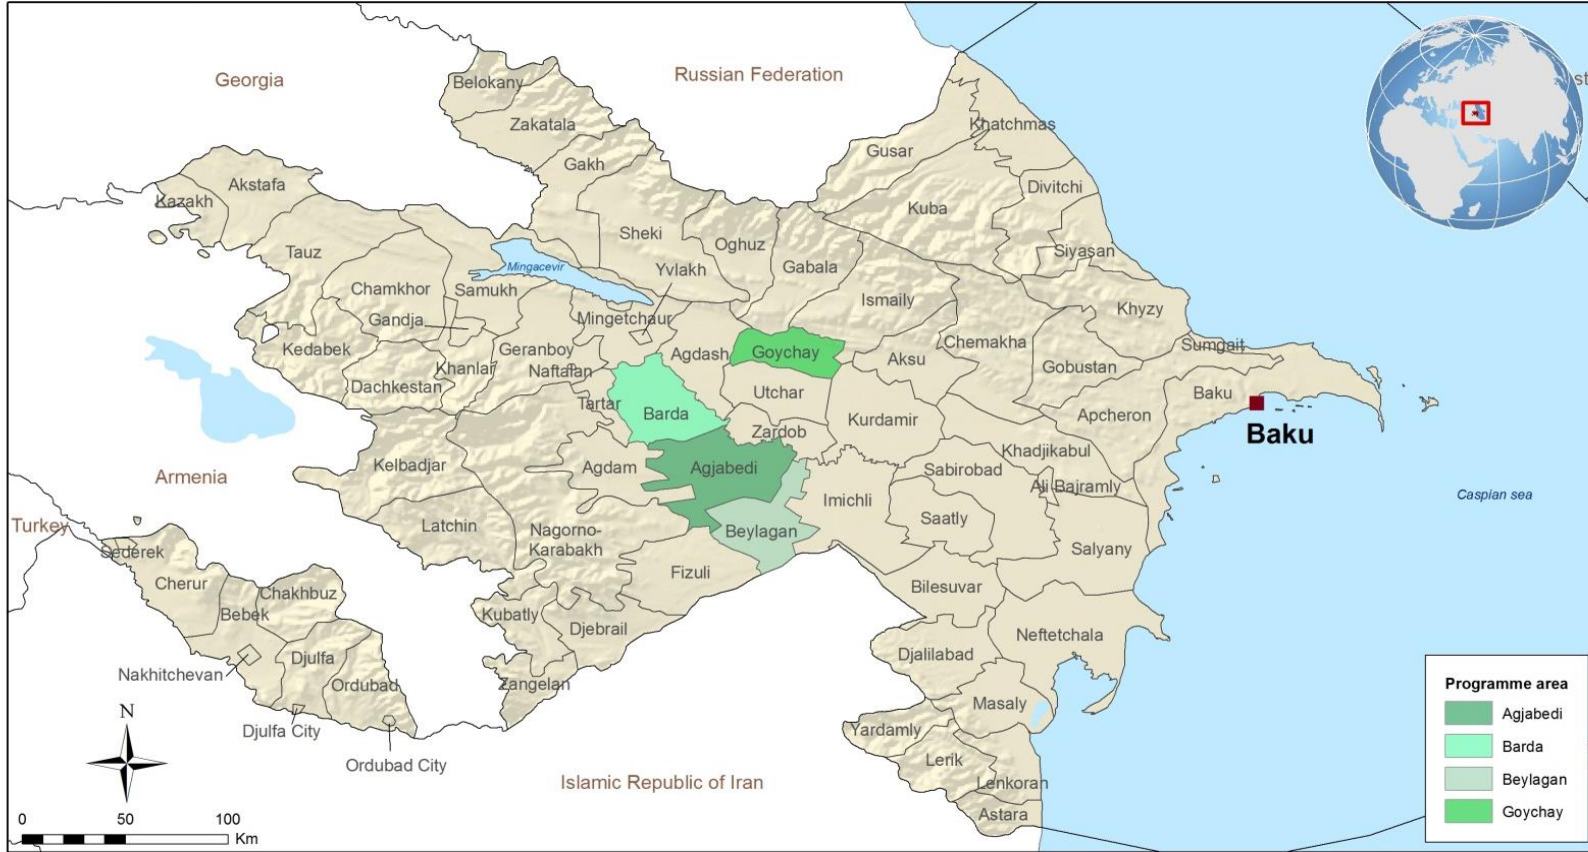 Georgia
Russian Federation
Belokany
Zakatala
Gakh
Khatchmas
Gusar
Akstafa
Kazakh
Divitchi
Kuba
Tauz
Sheki
Oghuz
Siyasan
Gabala
Mingacevir
Yvlakh
Chamkhor
Samukh
Ismaily
Khyzy
Gandja
Mingetchaur
Kedabek
Geranboy
Agdash
Goychay
Chemakha
Sumgait
Khanlar
Naftalan
Aksu
Gobustan
Dachkestan
Utchar
Baku
Tartar
Barda
Kurdamir
Apcheron
Baku
Zardob
Khadjikabul
Armenia
Kelbadjar
Agdam
Agjabedi
Sabirobad
Ali Bajramly
Imichli
Caspian sea
Turkey
Latchin
Nagorno-
Karabakh
Beylagan
Saatly
Salyany
Sederek
Cherur
Chakhbuz
Fizuli
Bilesuvar
Bebek
Kubatly
Djebrail
Neftetchala
Nakhitchevan
Djulfa
Ordubad
Zangelan
Djalilabad
Masaly
Djulfa City
Yardamly
Ordubad City
Lerik
Islamic Republic of Iran
Lenkoran
Astara
N
0 50 100
Km
Programme area
Agjabedi
Barda
Beylagan
Goychay